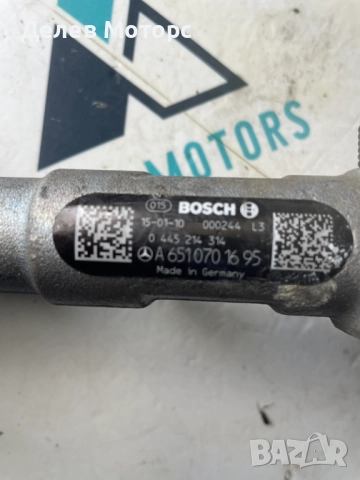 Делев Моторс
MOTORS
015 BOSCH
15-01-10 000244 L3
0 445 214 314
A 651 070 16 95
Made in Germany
BAZAR